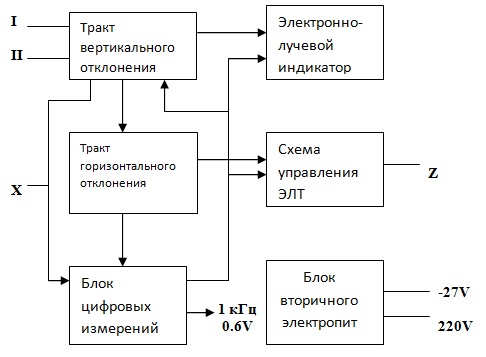 I
II
Тракт
вертикального
отклонения
Электронно-
лучевой
индикатор
Тракт
горизонтального
отклонения
Схема
управления
ЭЛТ
X
Z
Блок
цифровых
измерений
1 кГц
0.6V
Блок
вторичного
электропит
-27V
220V